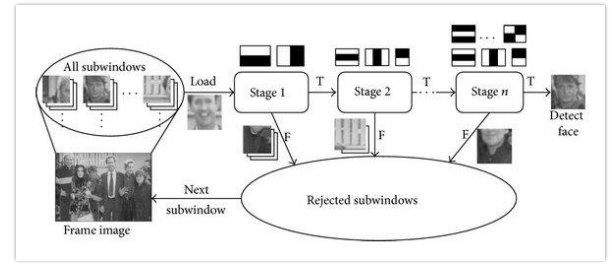 All subwindows
...
Load
Stage 1
T
Stage 2
T
Stage n
T
Detect
face
F
F
F
Rejected subwindows
Next
subwindow
Frame image